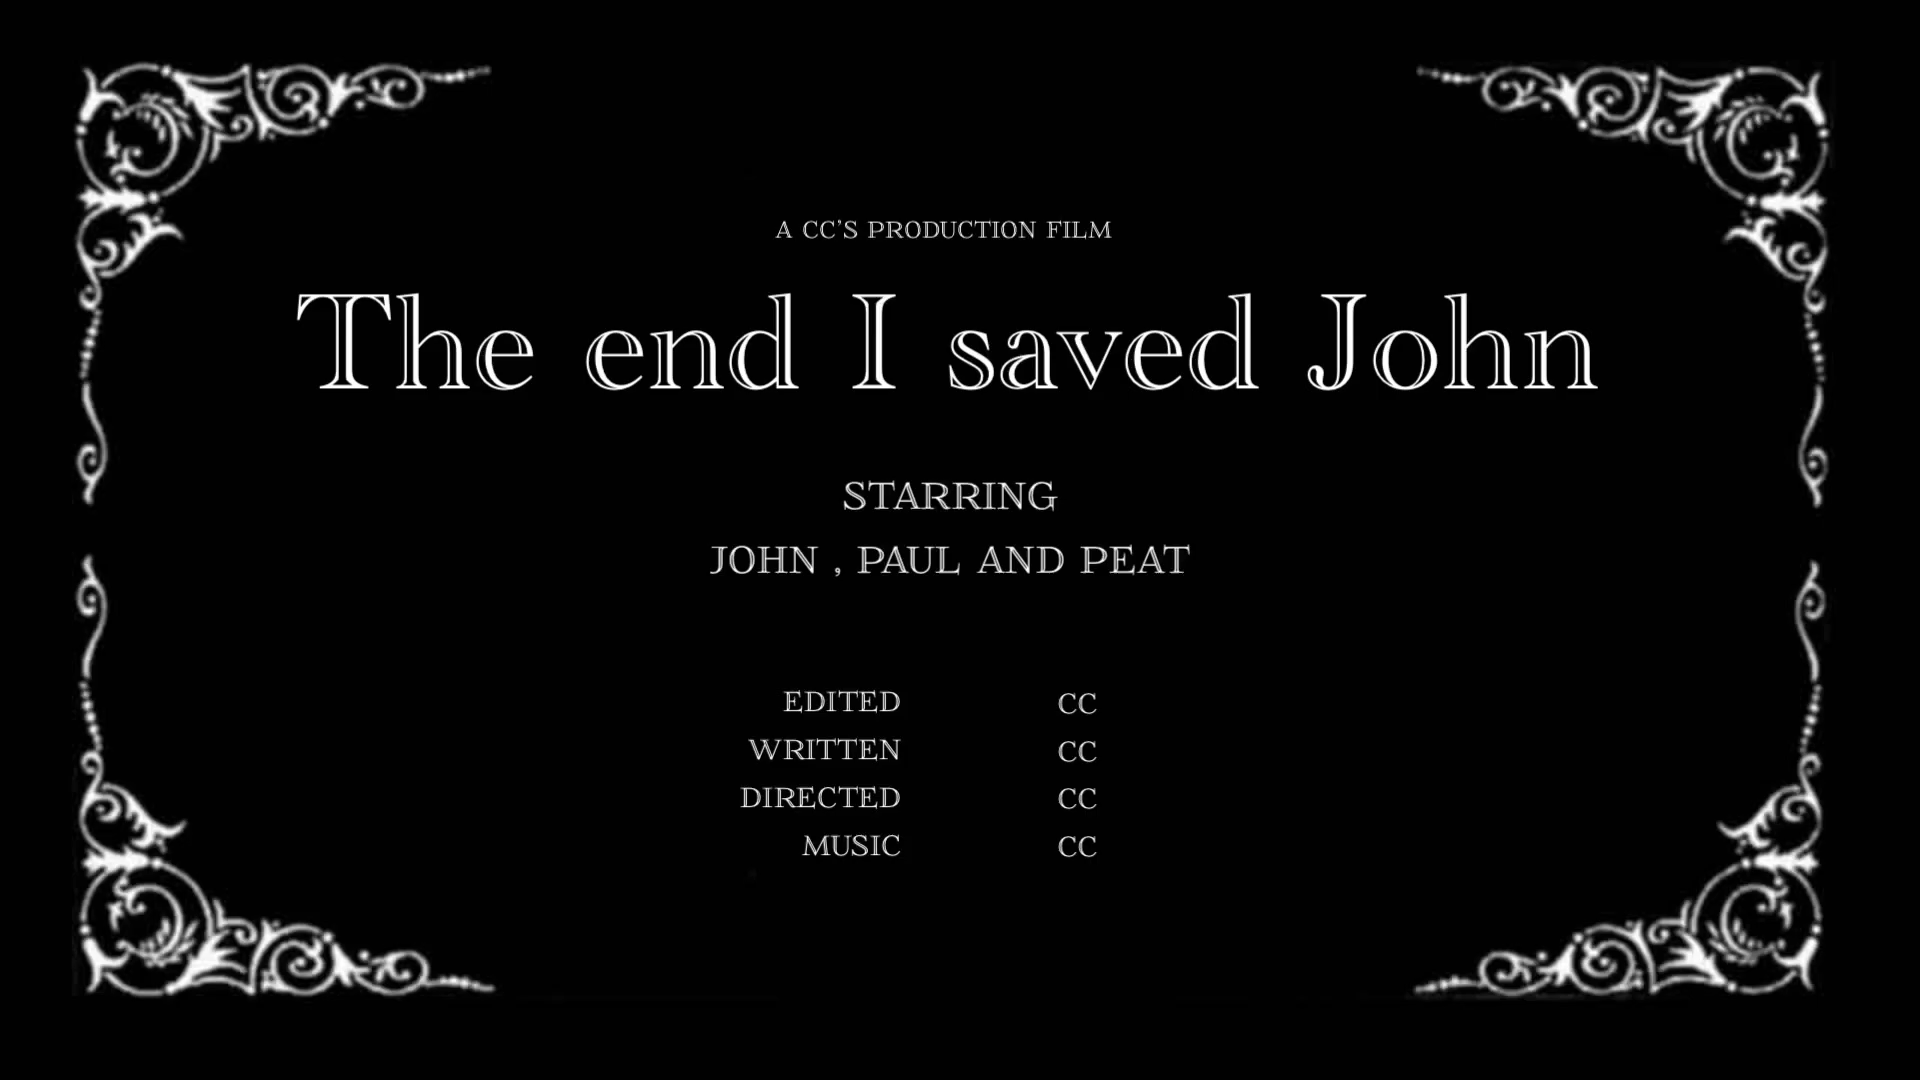 A CC'S PRODUCTION FILM
The end I saved John
STARRING
JOHN , PAUL AND PEAT
EDITED CC
WRITTEN CC
DIRECTED CC
MUSIC CC